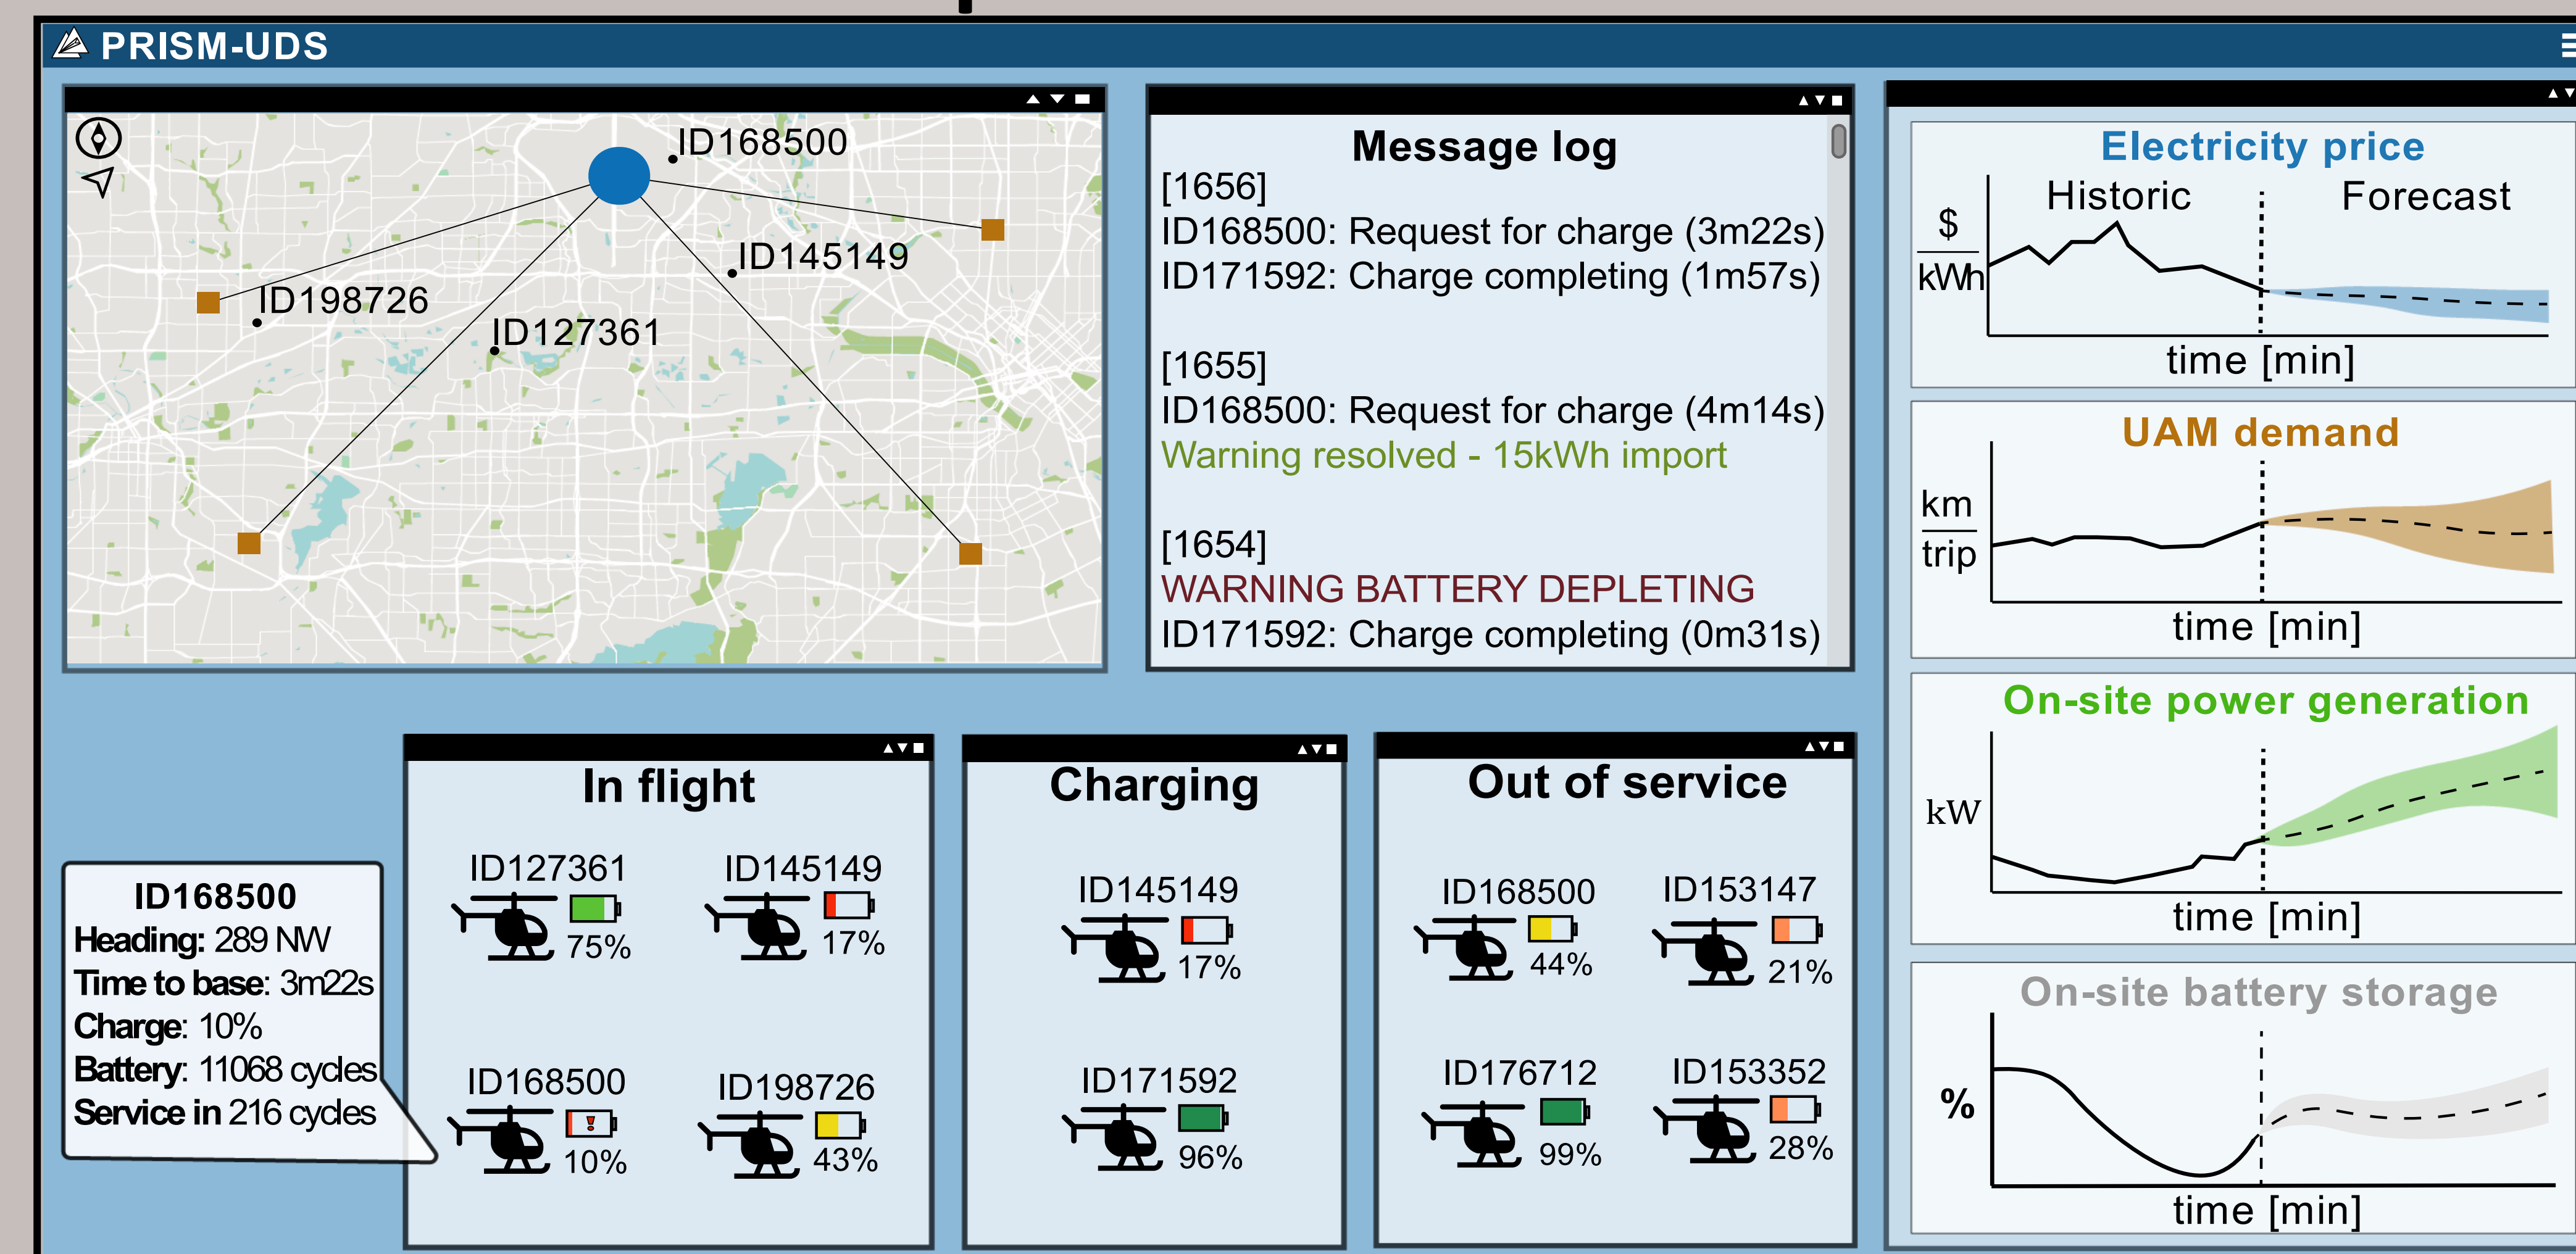 PRISM-UDS
ID168500
ID145149
ID198726
ID127361
Message log
[1656]
ID168500: Request for charge (3m22s)
ID171592: Charge completing (1m57s)
[1655]
ID168500: Request for charge (4m14s)
Warning resolved - 15kWh import
[1654]
WARNING BATTERY DEPLETING
ID171592: Charge completing (0m31s)
Electricity price
Historic
Forecast
$
kWh
time [min]
UAM demand
km
trip
time [min]
On-site power generation
kW
time [min]
On-site battery storage
%
time [min]
ID168500
Heading: 289 NW
Time to base: 3m22s
Charge: 10%
Battery: 11068 cycles
Service in 216 cycles
In flight
ID127361
75%
ID145149
17%
ID168500
!
10%
ID198726
43%
Charging
ID145149
17%
ID171592
96%
Out of service
ID168500
44%
ID153147
21%
ID176712
99%
ID153352
28%